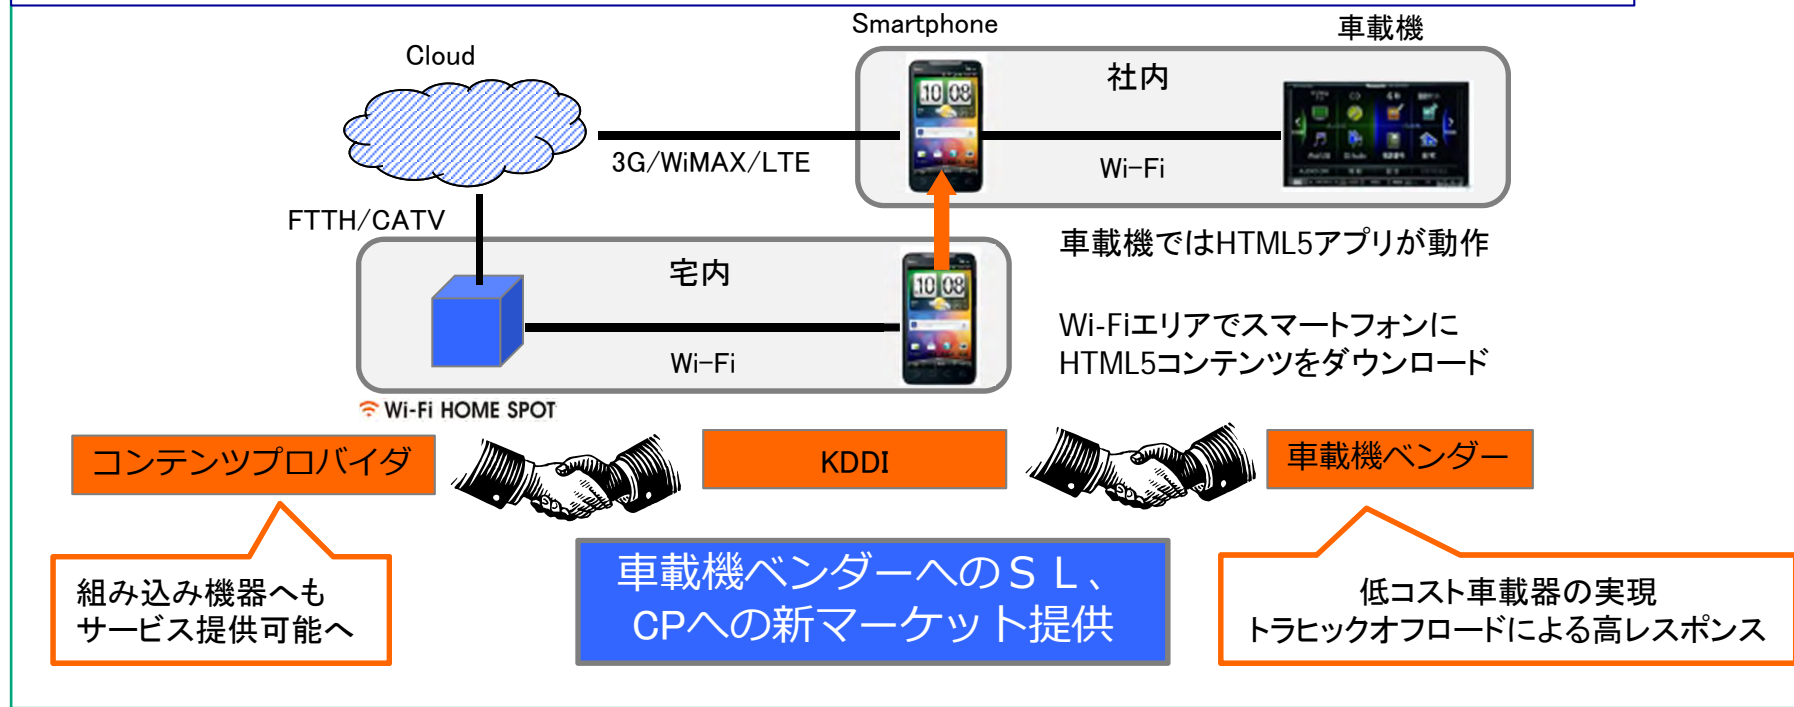 Smartphone
車載機
Cloud
社内
10 08
3G/WiMAX/LTE
Wi-Fi
FTTH/CATV
宅内
車載機ではHTML5アプリが動作
10 08
Wi-Fiエリアでスマートフォンに
HTML5コンテンツをダウンロード
Wi-Fi
Wi-Fi HOME SPOT
コンテンツプロバイダ
KDDI
車載機ベンダー
組み込み機器へも
サービス提供可能へ
車載機ベンダーへのＳＬ、
CPへの新マーケット提供
低コスト車載器の実現
トラヒックオフロードによる高レスポンス